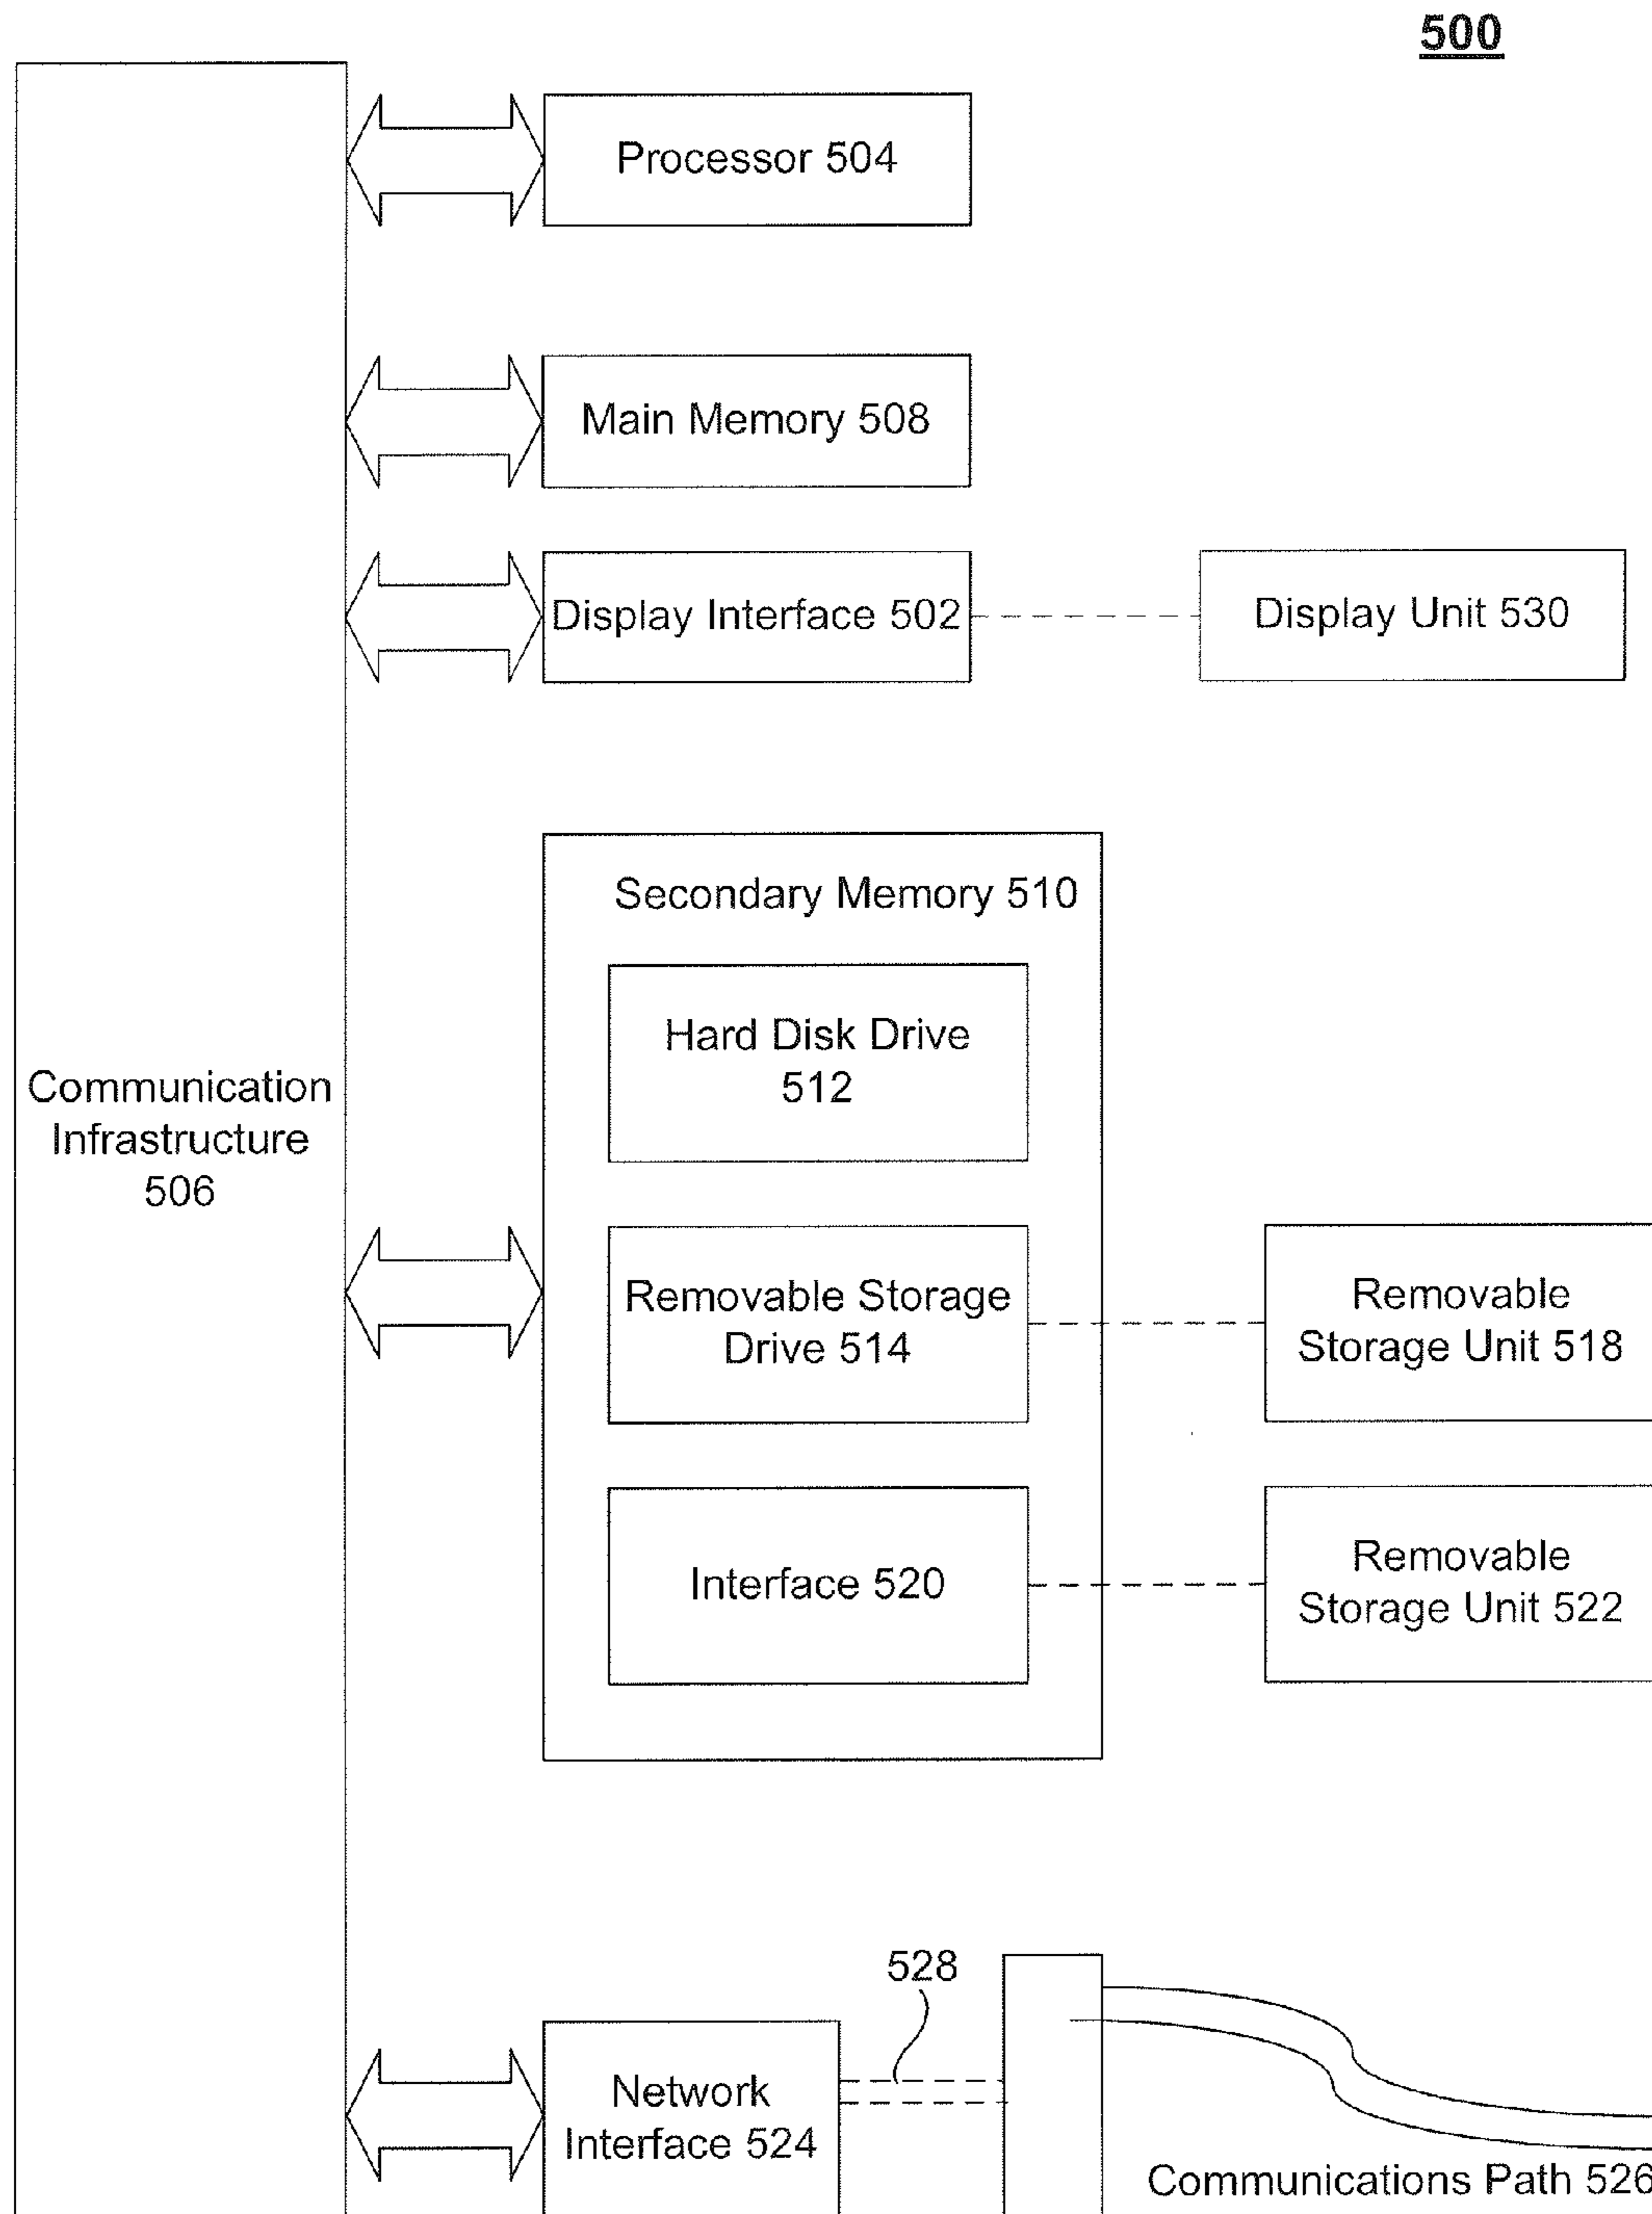 500
Processor 504
Main Memory 508
Display Interface 502
Display Unit 530
Secondary Memory 510
Hard Disk Drive
512
Communication
Infrastructure
506
Removable Storage
Drive 514
Removable
Storage Unit 518
Interface 520
Removable
Storage Unit 522
528
Network
Interface 524
Communications Path 526